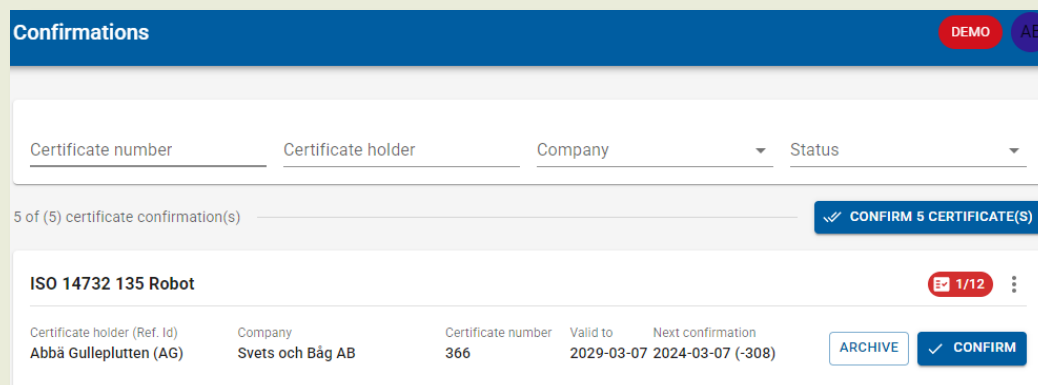 Confirmations
DEMO
AB
Certificate number
Certificate holder
Company
Status
5 of (5) certificate confirmation(s)
CONFIRM 5 CERTIFICATE(S)
ISO 14732 135 Robot
1/12
Certificate holder (Ref. Id)
Company
Certificate number
Valid to
Next confirmation
Abbä Gulleplutten (AG)
Svets och Båg AB
366
2029-03-07
2024-03-07 (-308)
ARCHIVE
CONFIRM